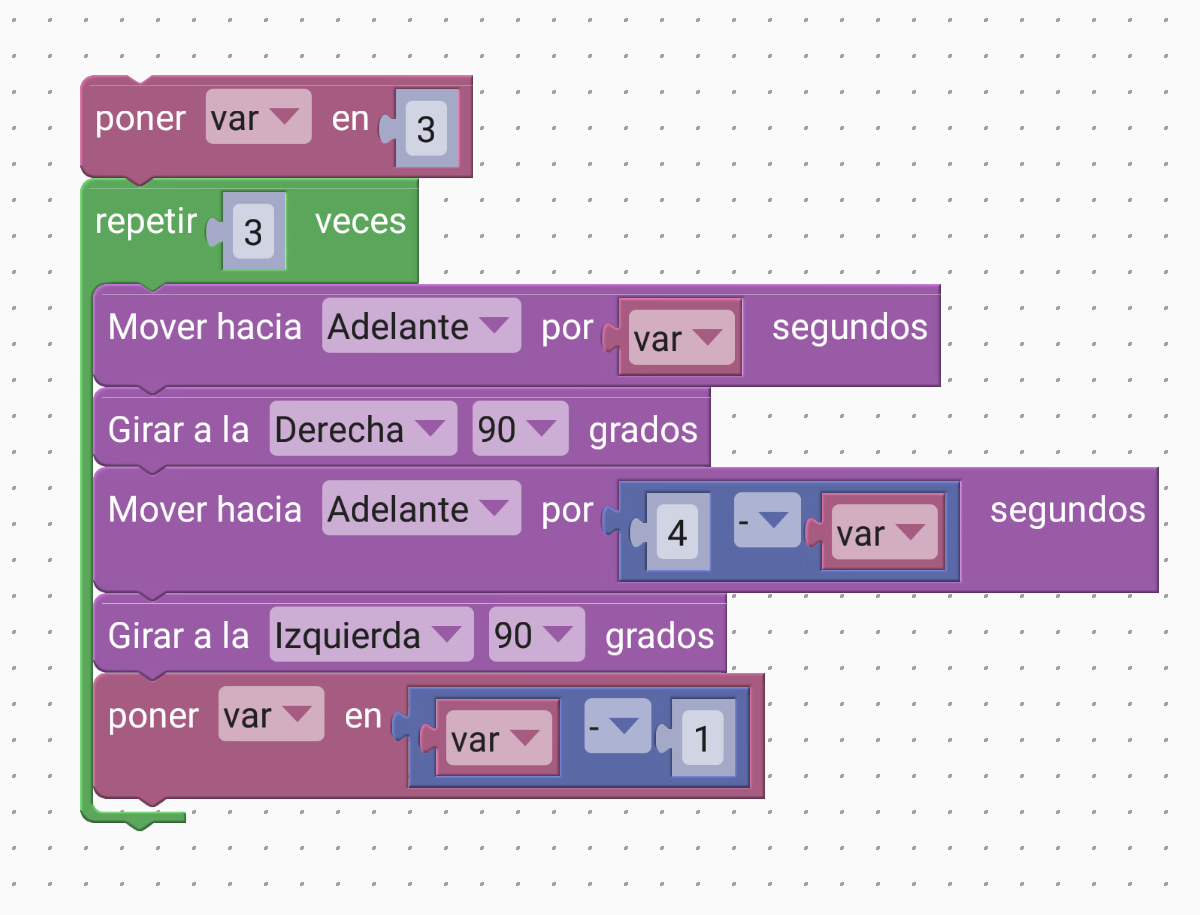 poner var en 3
repetir 3 veces
Mover hacia Adelante por var segundos
Girar a la Derecha 90 grados
Mover hacia Adelante por 4 - var segundos
Girar a la Izquierda 90 grados
poner var en var - 1